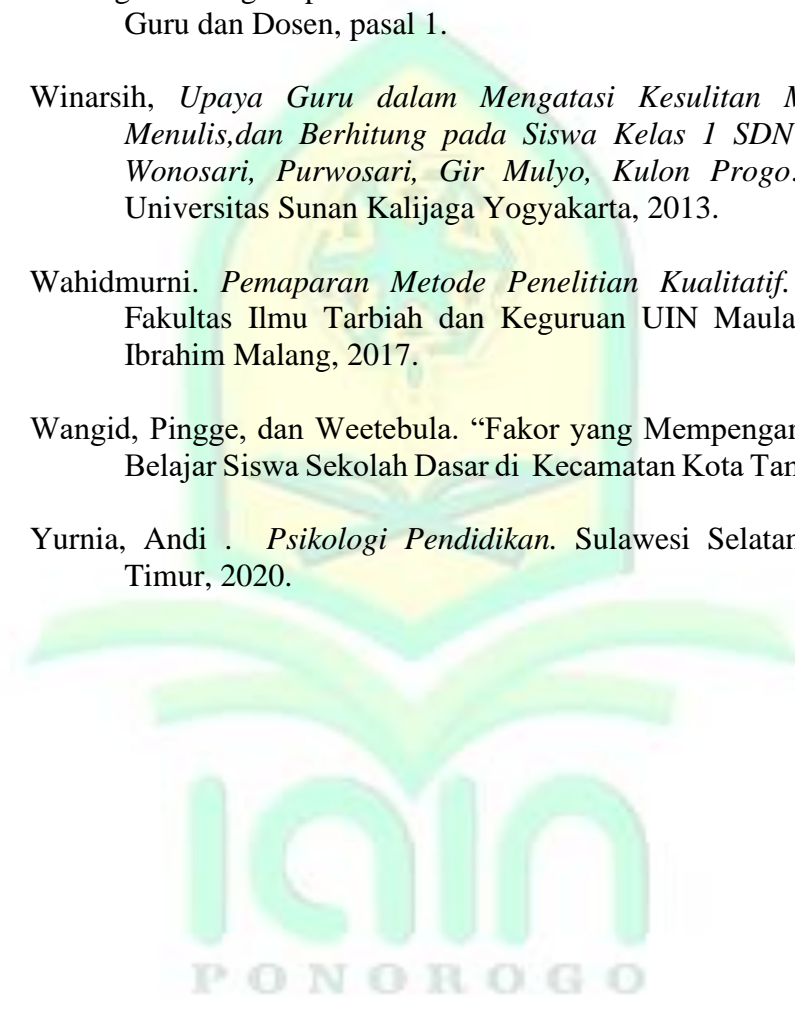 Guru dan Dosen, pasal 1.
Winarsih, Upaya Guru dalam Mengatasi Kesulitan
Menulis,dan Berhitung pada Siswa Kelas 1 SDN
Wonosari, Purwosari, Gir Mulyo, Kulon Progo.
Universitas Sunan Kalijaga Yogyakarta, 2013.
Wahidmurni. Pemaparan Metode Penelitian Kualitatif.
Fakultas Ilmu Tarbiah dan Keguruan UIN Maula
Ibrahim Malang, 2017.
Wangid, Pingge, dan Weetebula. “Fakor yang Mempengar
Belajar Siswa Sekolah Dasar di Kecamatan Kota Tan
Yurnia, Andi . Psikologi Pendidikan. Sulawesi Selatan
Timur, 2020.
iain
PONOROGO